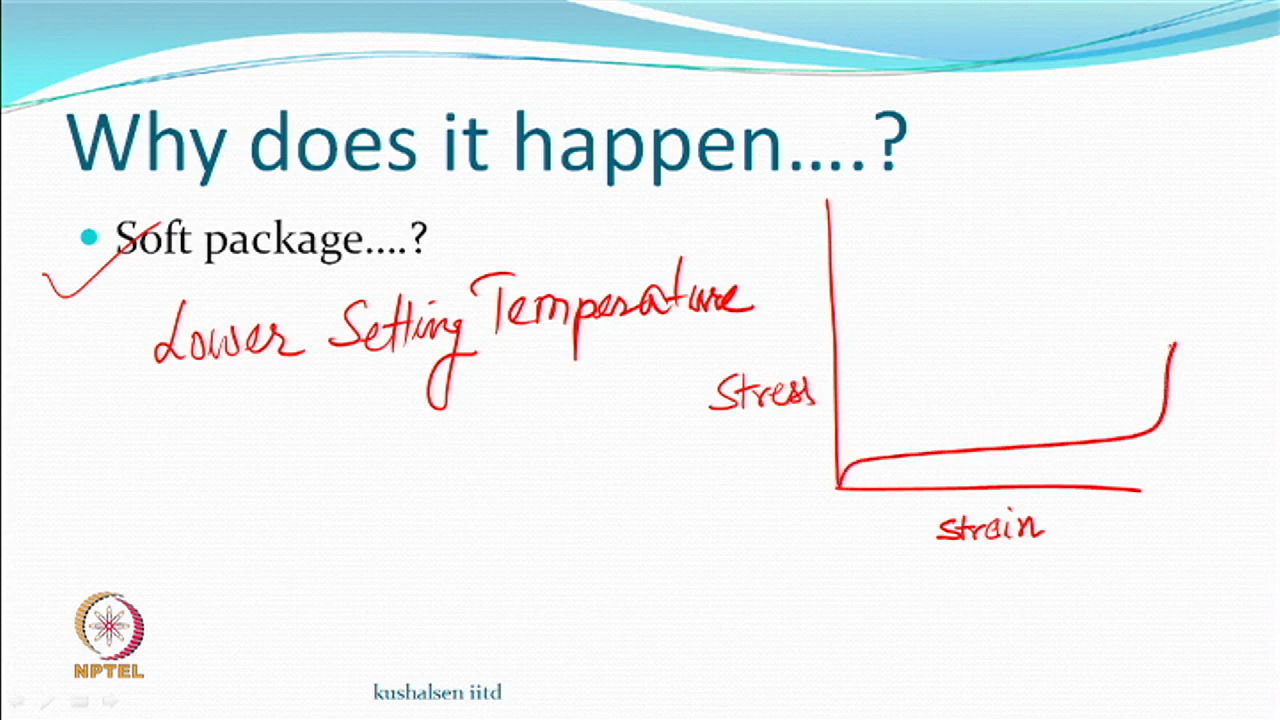 Why does it happen....?
Soft package....?
Lower Setting Temperature
Stress
Strain
NPTEL
kushalsen iitd